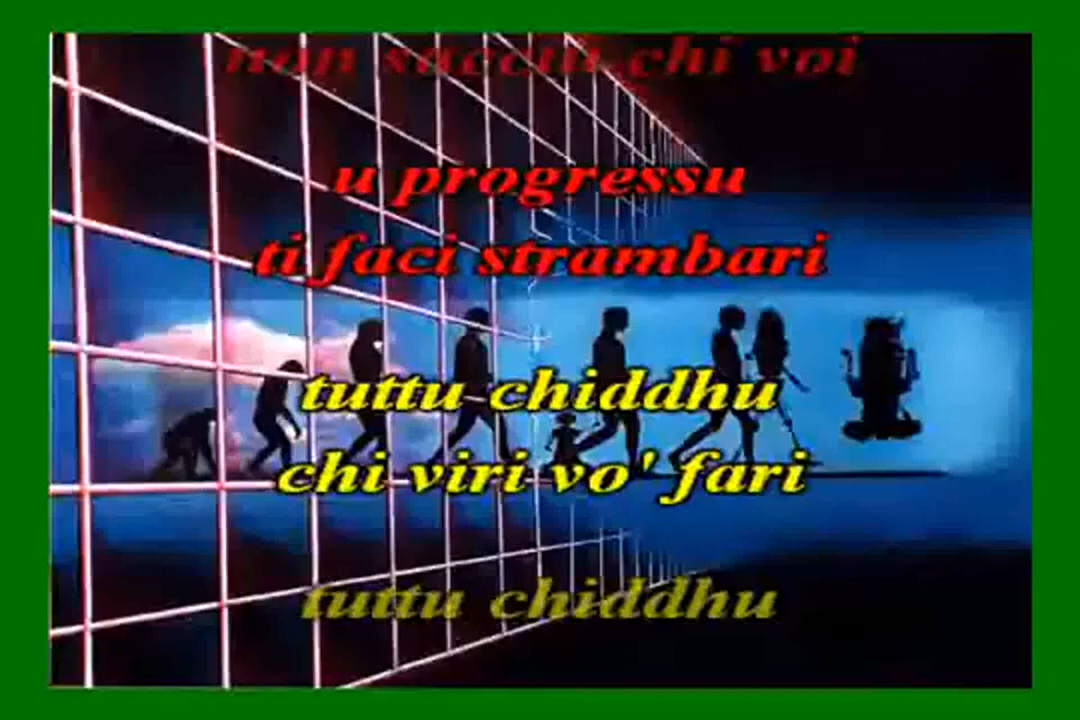 non sacciu chi voi
u progressu
ti faci strambari
tuttu chiddhu
chi viri vo' fari
tuttu chiddhu